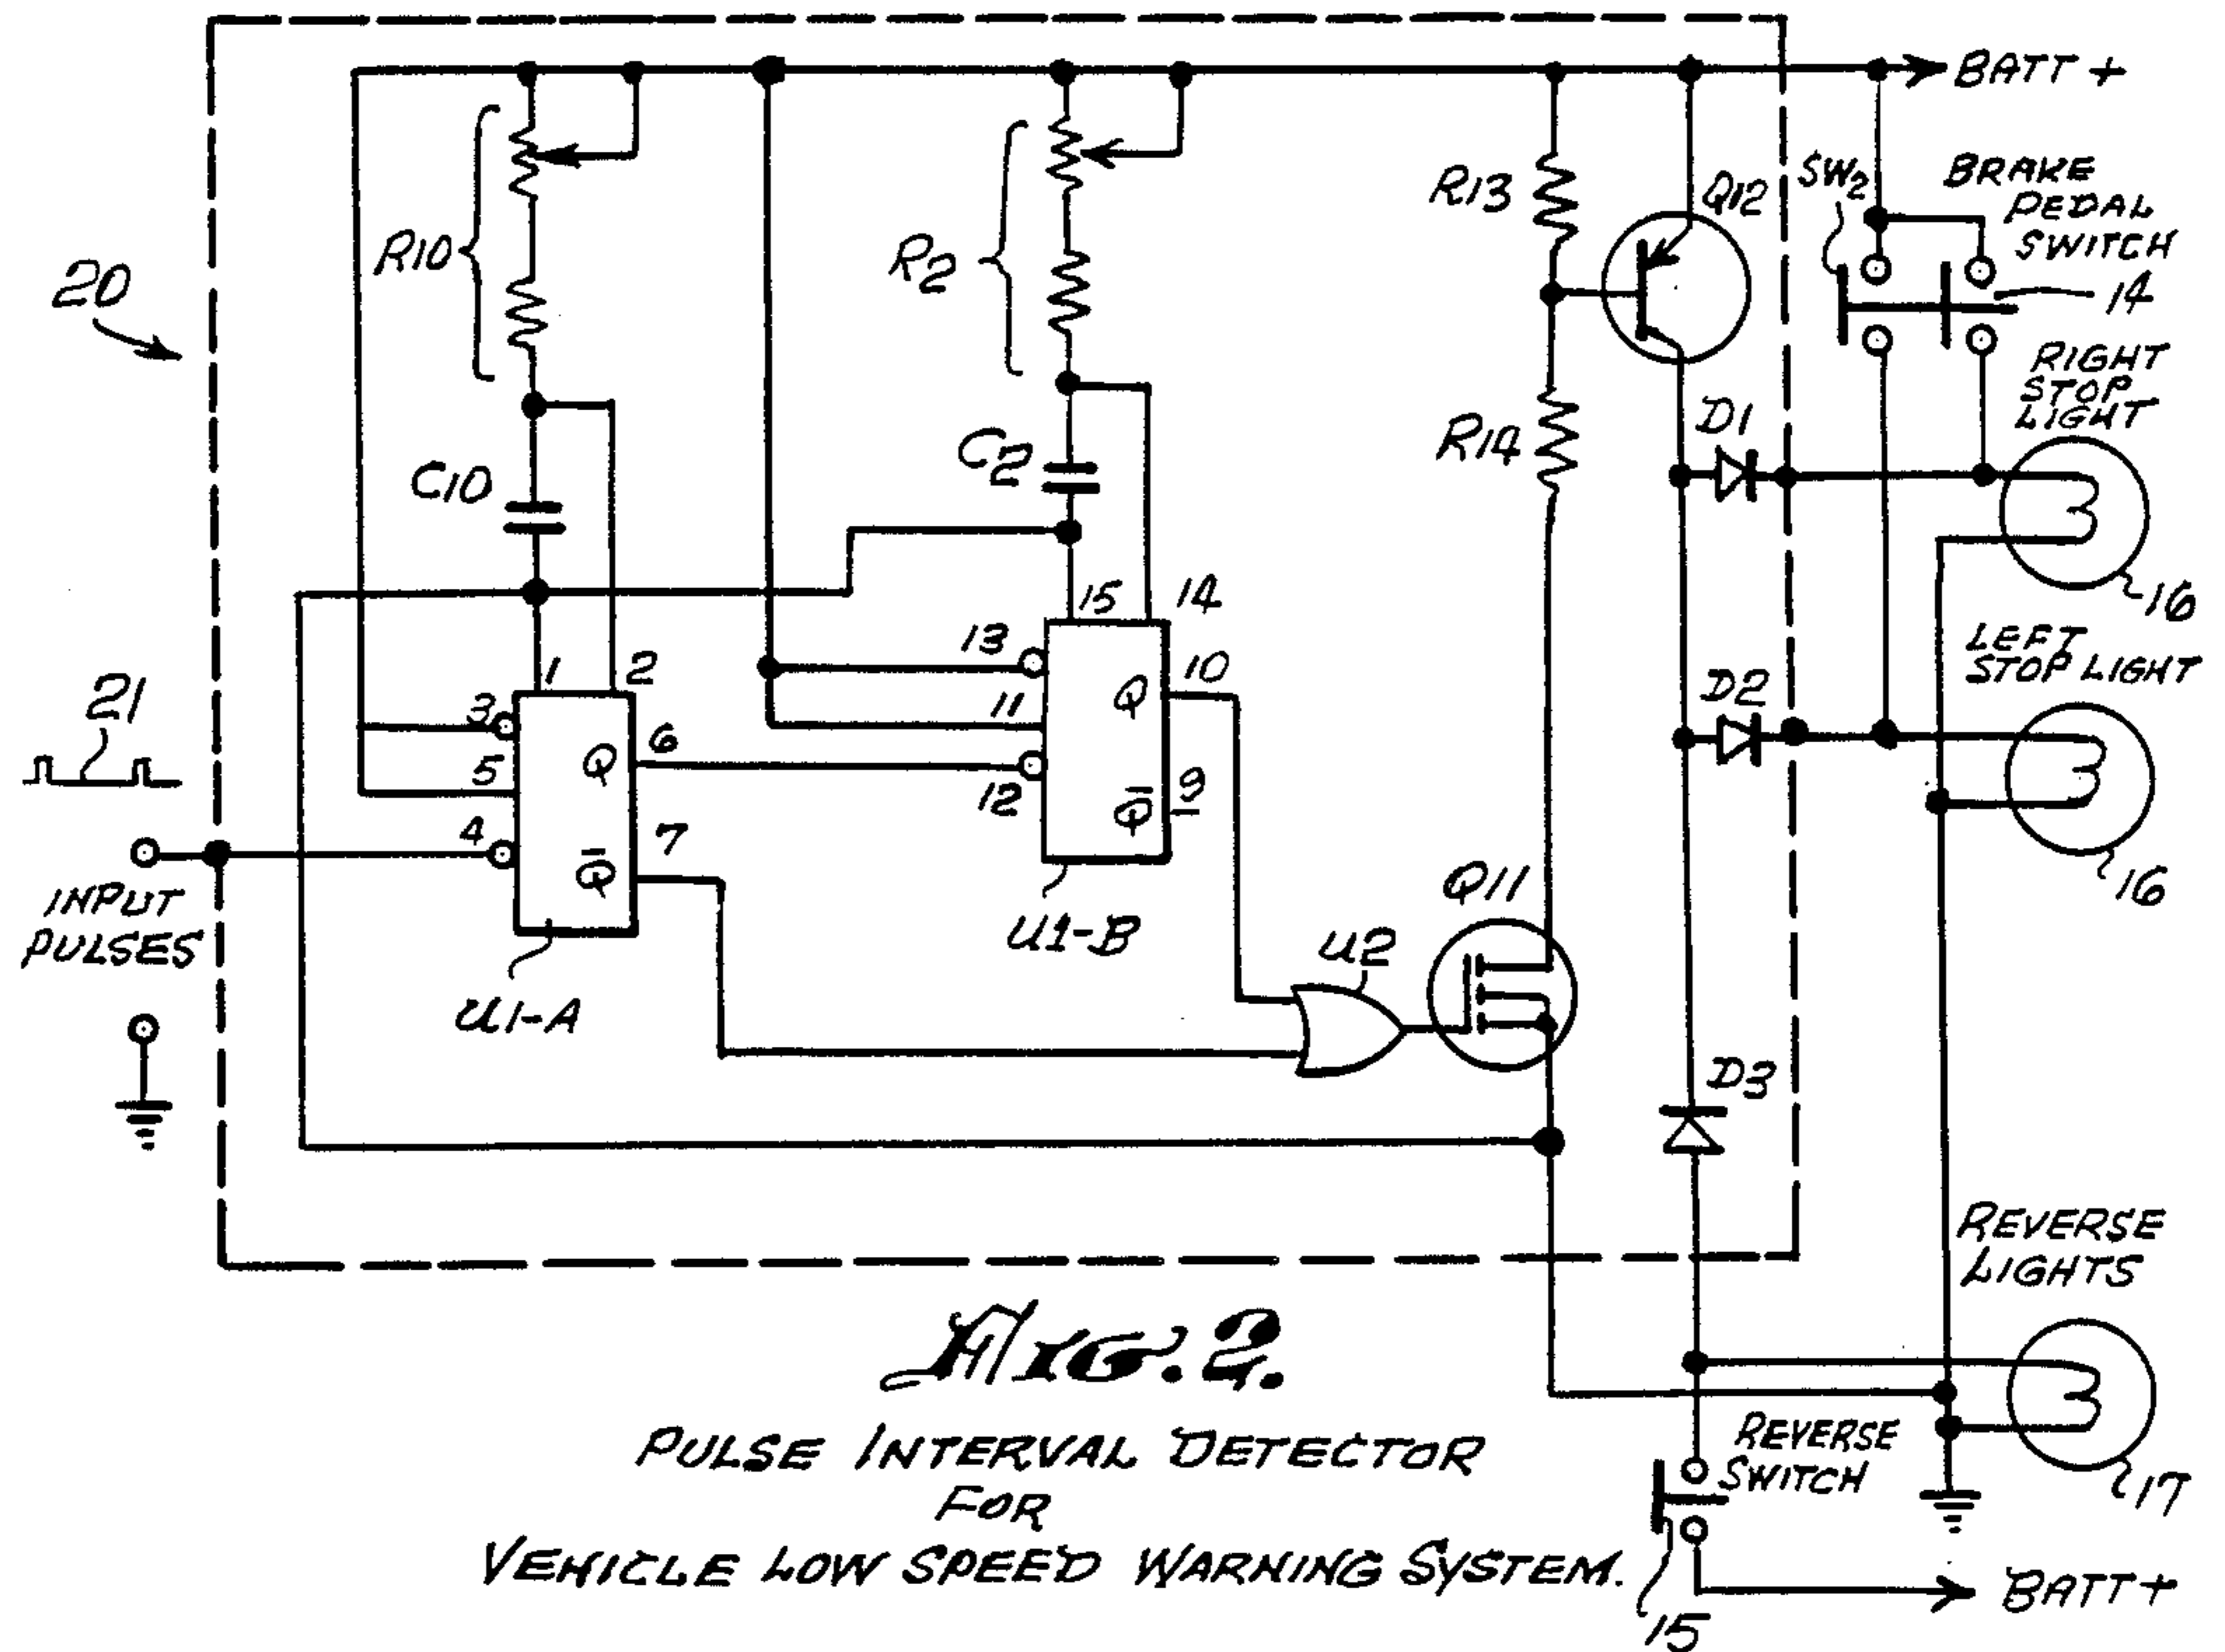 BATT +
R10
R2
R13
Q12
SW2
BRAKE
PEDAL
SWITCH
14
20
C10
C2
R14
D1
RIGHT
STOP
LIGHT
16
15
14
13
10
Q
11
12
9
Q̅
U1-B
1
2
3
5
4
6
Q
7
Q̅
U1-A
21
INPUT
PULSES
D2
LEFT
STOP LIGHT
16
Q11
U2
D3
REVERSE
LIGHTS
17
REVERSE
SWITCH
15
BATT +
FIG. 2.
PULSE INTERVAL DETECTOR
FOR
VEHICLE LOW SPEED WARNING SYSTEM.